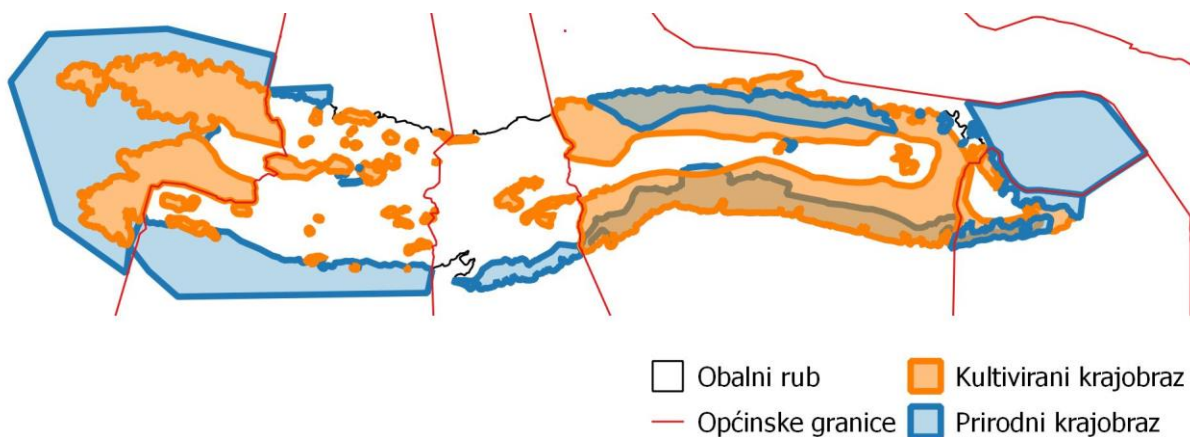 Obalni rub
Kultivirani krajobraz
Općinske granice
Prirodni krajobraz